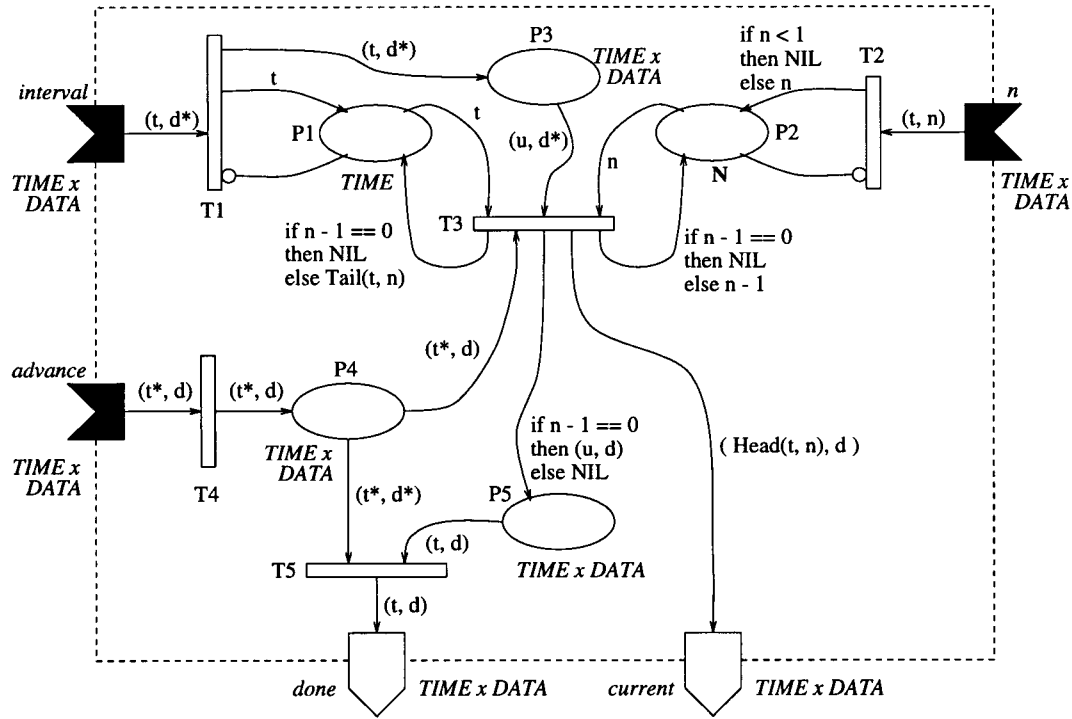 interval
(t, d*)
TIME x
DATA
T1
(t, d*)
t
P1
TIME
t
P3
TIME x
DATA
(u, d*)
n
P2
N
if n < 1
then NIL
else n
T2
(t, n)
n
TIME x
DATA
if n - 1 == 0
then NIL
else Tail(t, n)
T3
if n - 1 == 0
then NIL
else n - 1
advance
(t*, d)
TIME x
DATA
T4
(t*, d)
P4
TIME x
DATA
(t*, d)
(t*, d*)
if n - 1 == 0
then (u, d)
else NIL
( Head(t, n), d )
P5
TIME x DATA
(t, d)
T5
(t, d)
done
TIME x DATA
current
TIME x DATA